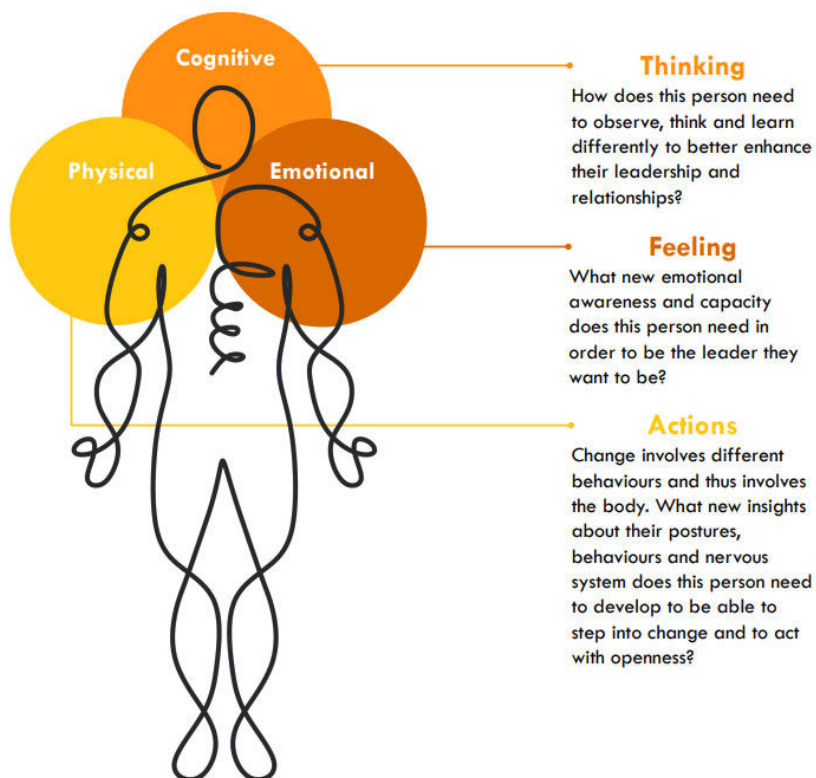 Cognitive
Physical
Emotional
Thinking
How does this person need
to observe, think and learn
differently to better enhance
their leadership and
relationships?
Feeling
What new emotional
awareness and capacity
does this person need in
order to be the leader they
want to be?
Actions
Change involves different
behaviours and thus involves
the body. What new insights
about their postures,
behaviours and nervous
system does this person need
to develop to be able to
step into change and to act
with openness?